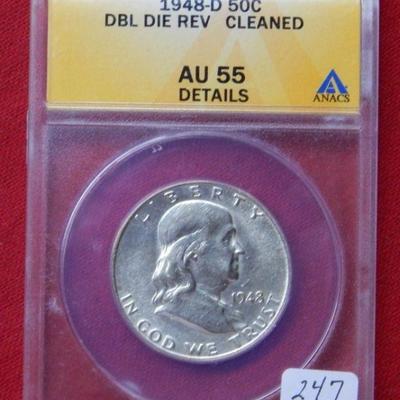 1948-D 50C
DBL DIE REV CLEANED
AU 55
DETAILS
ANACS
LIBERTY
1948
IN GOD WE TRUST
247